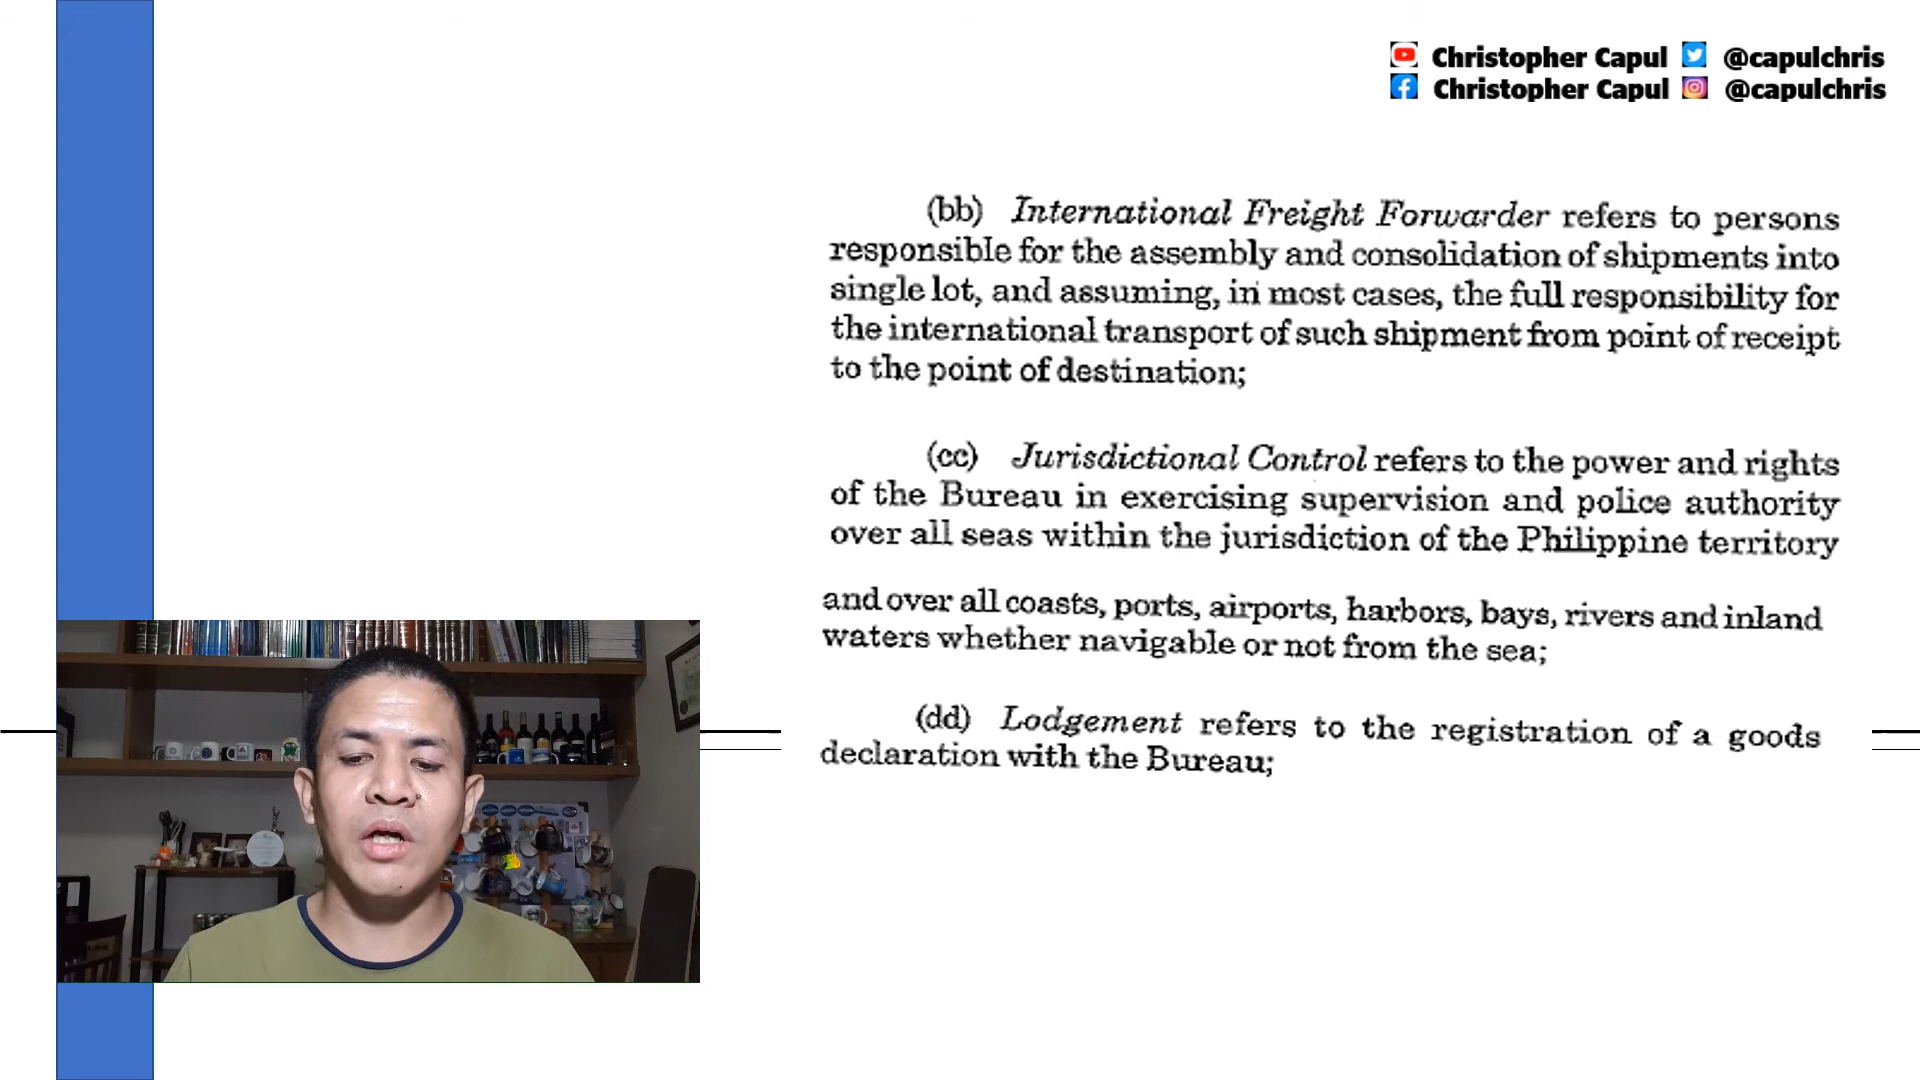 Christopher Capul @capulchris
Christopher Capul @capulchris
(bb) International Freight Forwarder refers to persons
responsible for the assembly and consolidation of shipments into
single lot, and assuming, in most cases, the full responsibility for
the international transport of such shipment from point of receipt
to the point of destination;
(cc) Jurisdictional Control refers to the power and rights
of the Bureau in exercising supervision and police authority
over all seas within the jurisdiction of the Philippine territory
and over all coasts, ports, airports, harbors, bays, rivers and inland
waters whether navigable or not from the sea;
(dd) Lodgement refers to the registration of a goods
declaration with the Bureau;